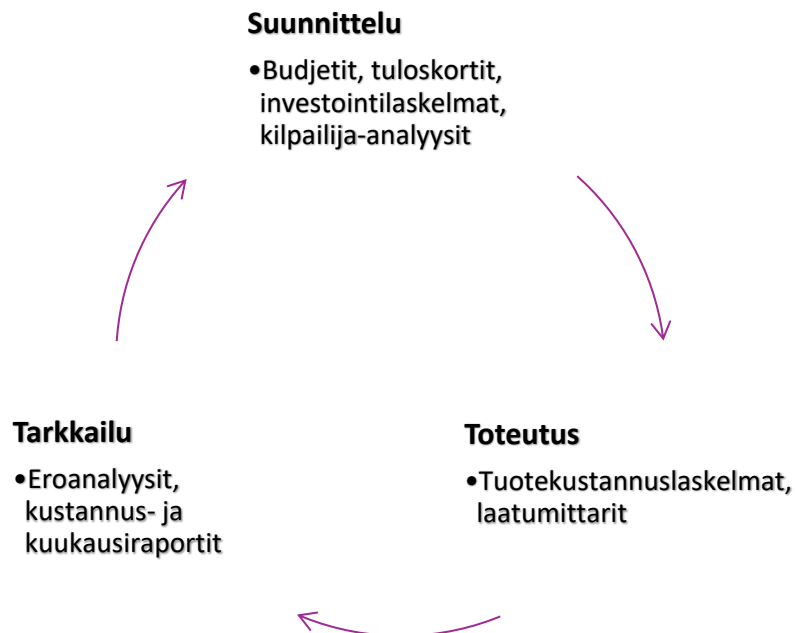 Suunnittelu
•Budjetit, tuloskortit,
investointilaskelmat,
kilpailija-analyysit
Tarkkailu
•Eroanalyysit,
kustannus- ja
kuukausiraportit
Toteutus
•Tuotekustannuslaskelmat,
laatumittarit